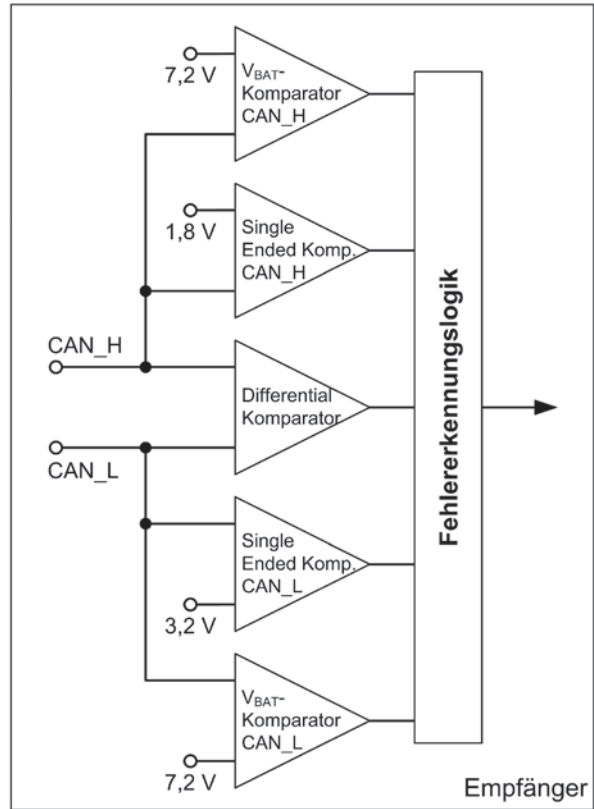 7,2 V
VBAT-
Komparator
CAN_H
1,8 V
Single
Ended Komp.
CAN_H
CAN_H
Differential
Komparator
CAN_L
Single
Ended Komp.
CAN_L
3,2 V
VBAT-
Komparator
CAN_L
7,2 V
Fehlererkennungslogik
Empfänger